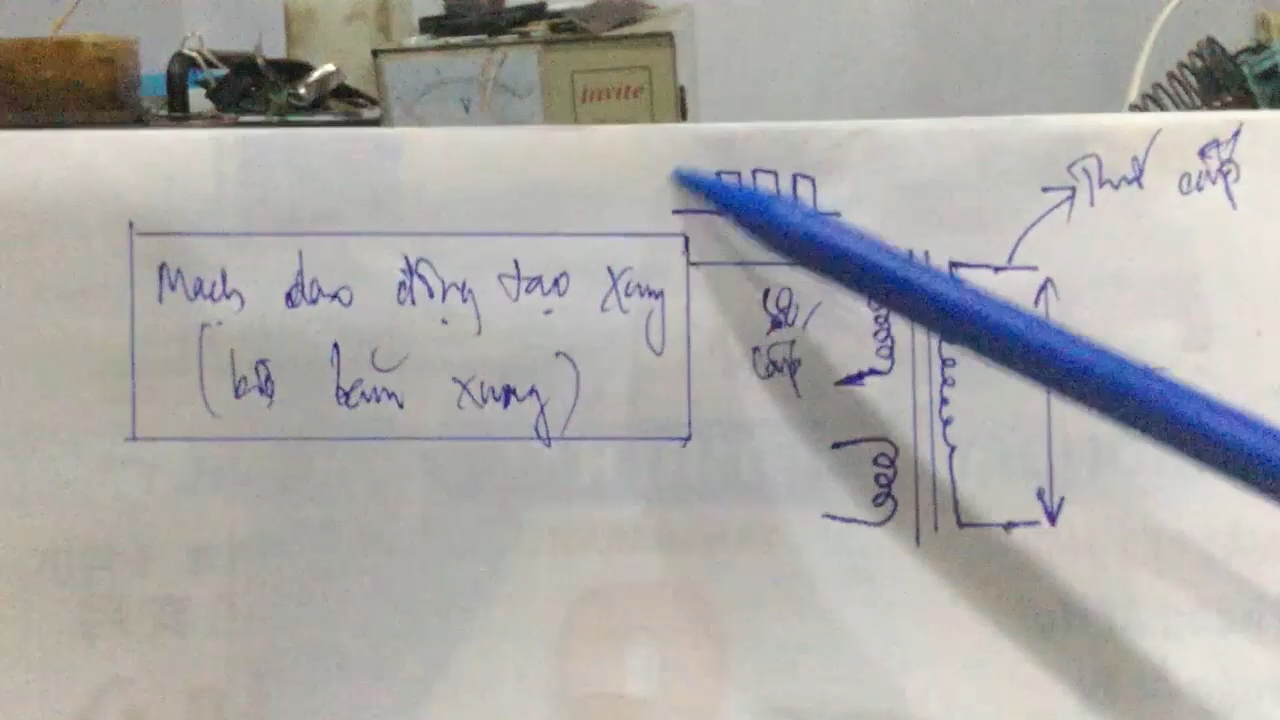 invite
Thứ cấp
Mạch dao động tạo xung
(bộ băm xung)
Sơ
cấp